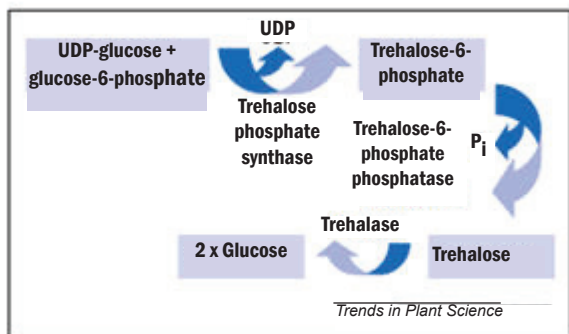 UDP
UDP-glucose +
glucose-6-phosphate
Trehalose
phosphate
synthase
Trehalose-6-
phosphate
Trehalose-6-
phosphate
phosphatase
Pi
Trehalase
2 x Glucose
Trehalose
Trends in Plant Science